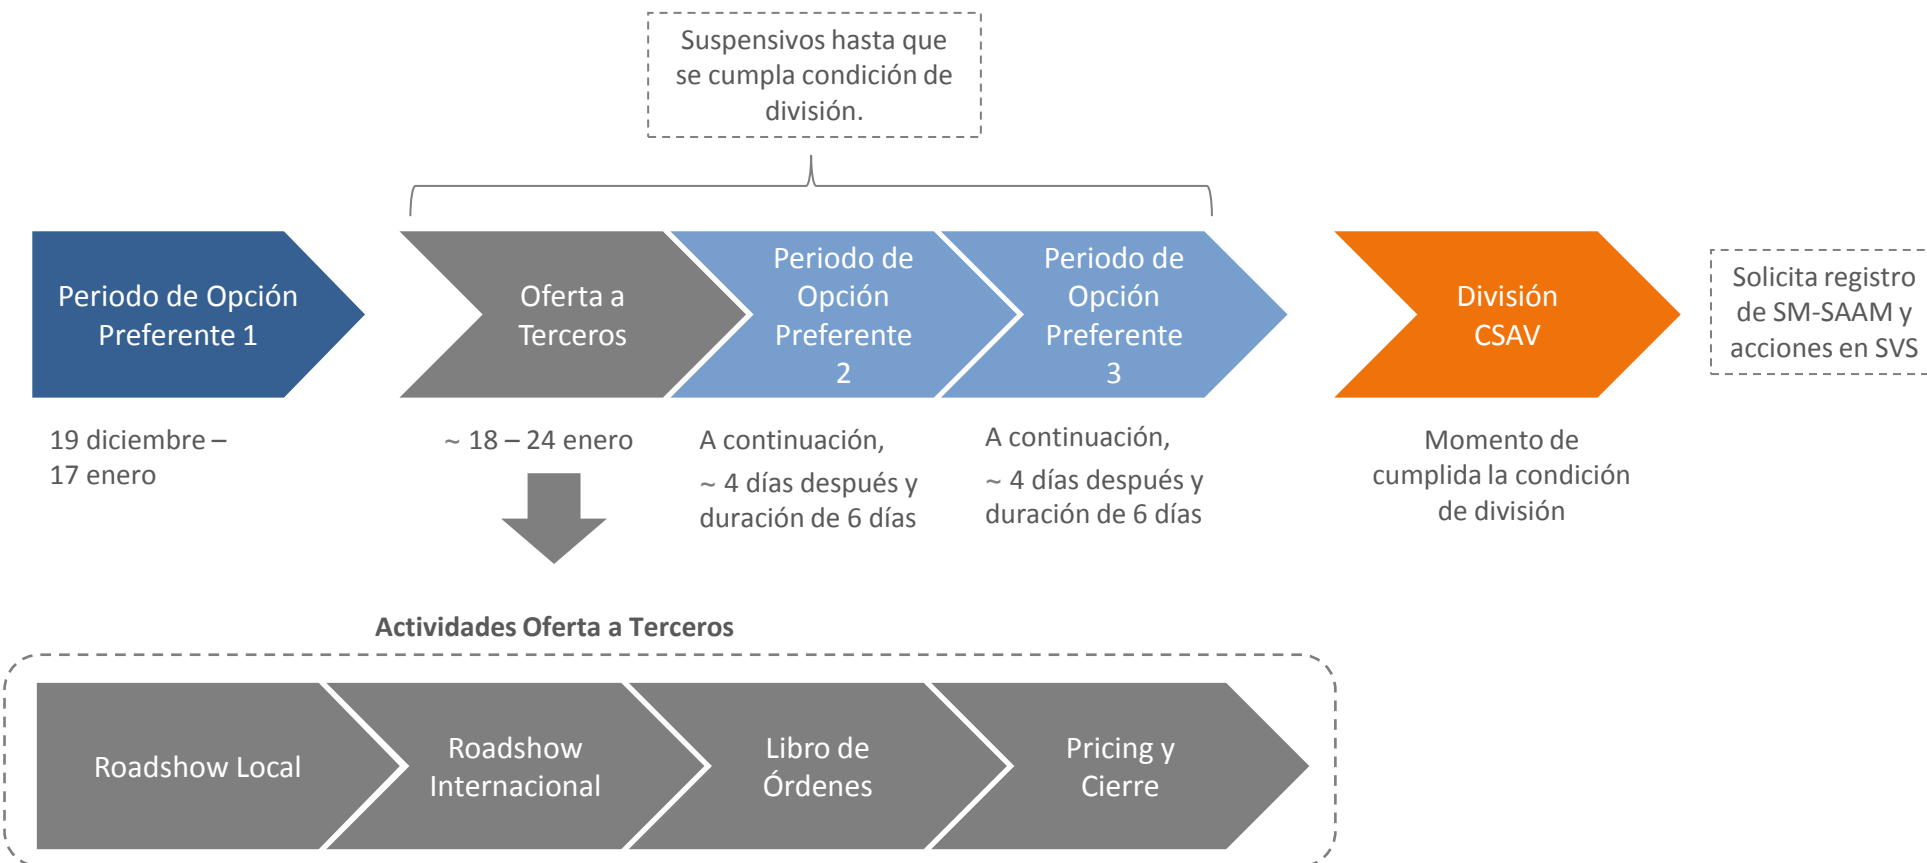 Suspensivos hasta que
se cumpla condición de
división.
Periodo de Opción
Preferente 1
Oferta a
Terceros
Periodo de
Opción
Preferente
2
Periodo de
Opción
Preferente
3
División
CSAV
Solicita registro
de SM-SAAM y
acciones en SVS
19 diciembre –
17 enero
~ 18 – 24 enero
A continuación,
~ 4 días después y
duración de 6 días
A continuación,
~ 4 días después y
duración de 6 días
Momento de
cumplida la condición
de división
Actividades Oferta a Terceros
Roadshow Local
Roadshow
Internacional
Libro de
Órdenes
Pricing y
Cierre